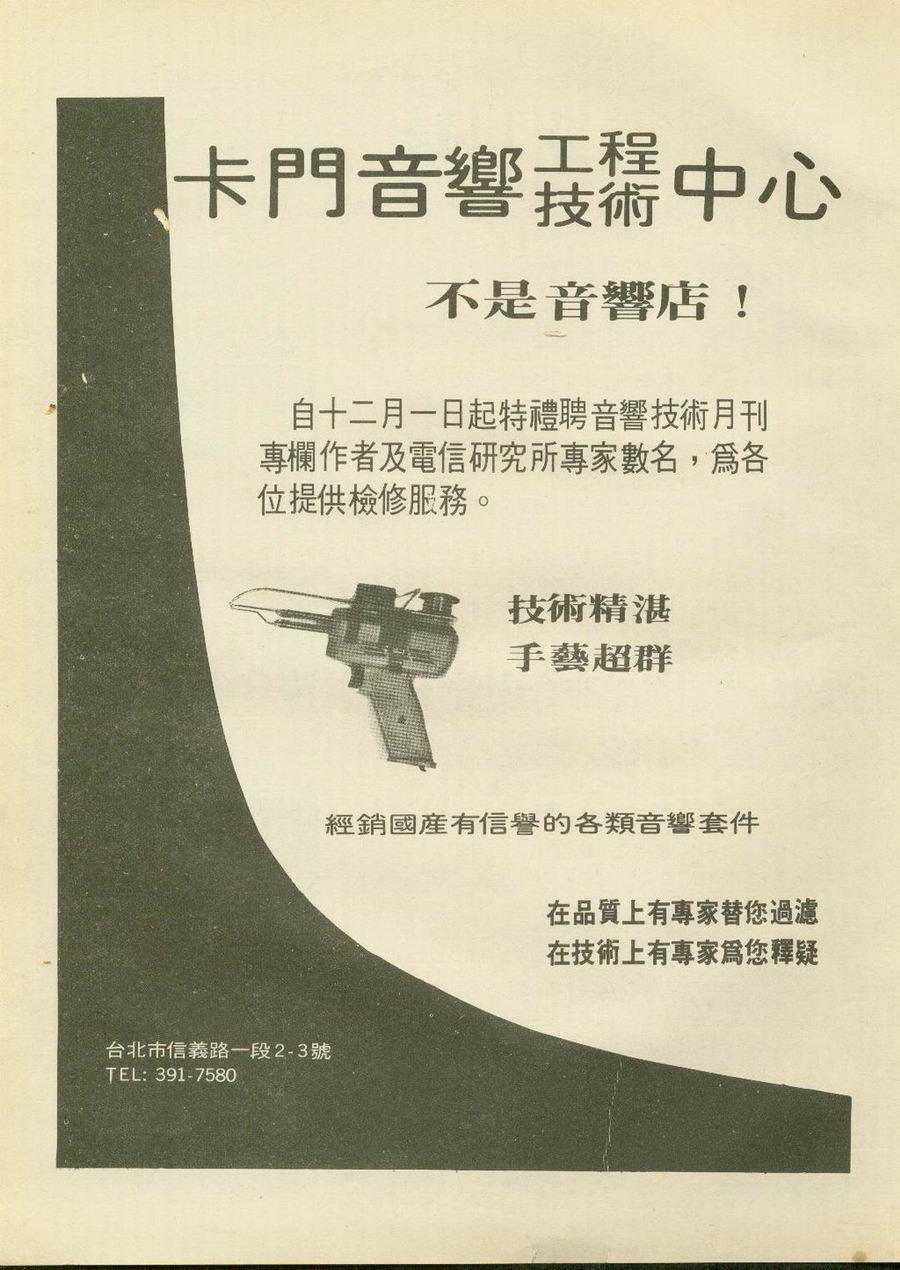 卡門音響工程技術中心
不是音響店！
自十二月一日起特禮聘音響技術月刊
專欄作者及電信研究所專家數名，爲各
位提供檢修服務。
技術精湛
手藝超群
經銷國產有信譽的各類音響套件
在品質上有專家替您過濾
在技術上有專家爲您釋疑
台北市信義路一段2-3號
TEL: 391-7580